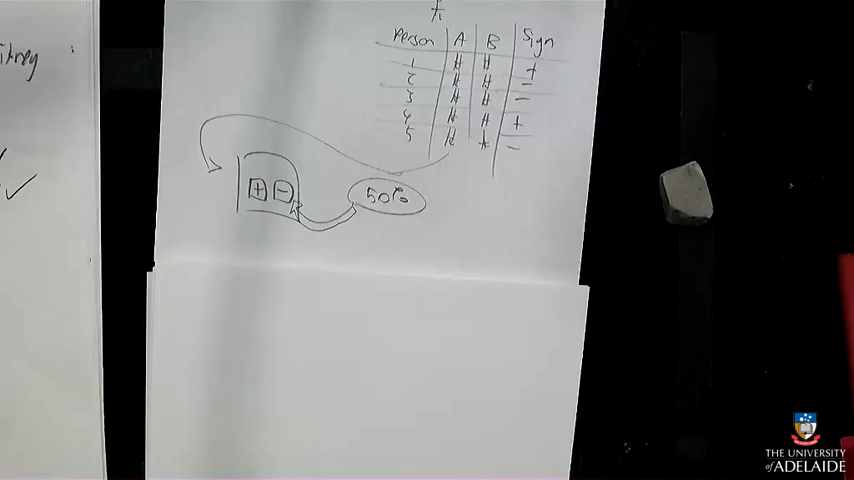 Person A B Sign
1 # # +
2 # # -
3 # # -
4 # # +
5 # * -
+ -
50%
THE UNIVERSITY
of ADELAIDE